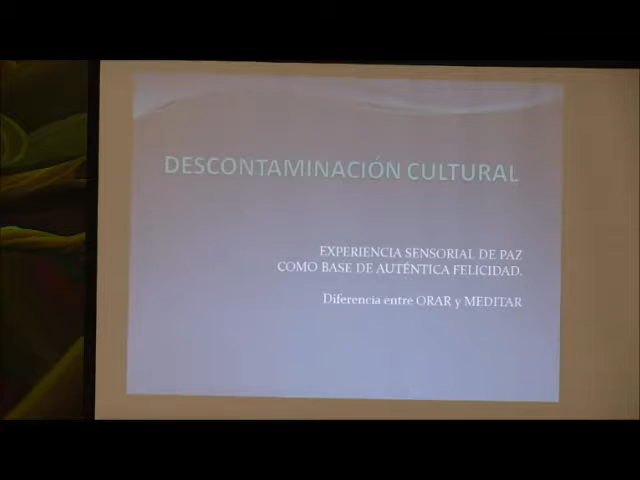 DESCONTAMINACIÓN CULTURAL
EXPERIENCIA SENSORIAL DE PAZ
COMO BASE DE AUTÉNTICA FELICIDAD.
Diferencia entre ORAR y MEDITAR